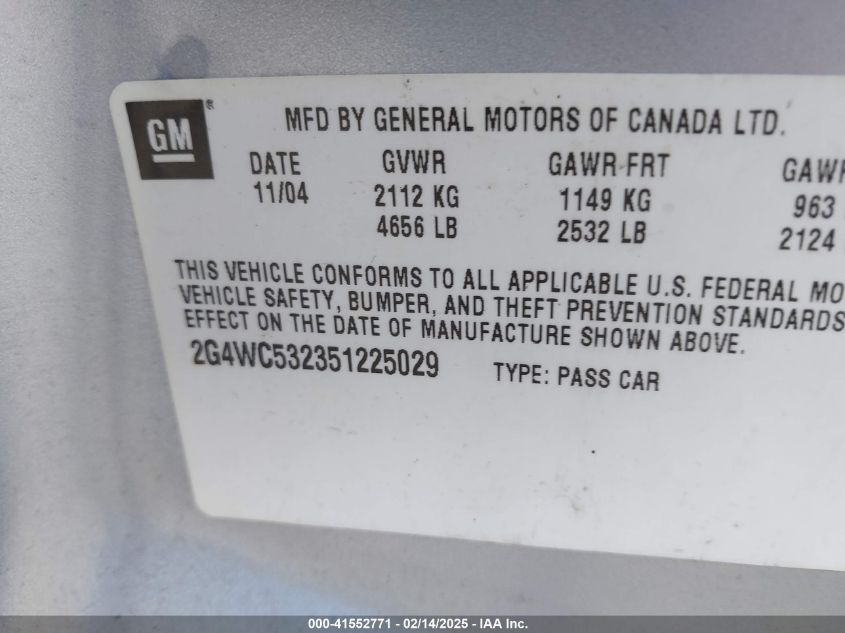 GM ®
MFD BY GENERAL MOTORS OF CANADA LTD.
DATE GVWR GAWR FRT GAWR
11/04 2112 KG 1149 KG 963
4656 LB 2532 LB 2124
THIS VEHICLE CONFORMS TO ALL APPLICABLE U.S. FEDERAL MO
VEHICLE SAFETY, BUMPER, AND THEFT PREVENTION STANDARDS
EFFECT ON THE DATE OF MANUFACTURE SHOWN ABOVE.
2G4WC532351225029 TYPE: PASS CAR
000-41552771 - 02/14/2025 - IAA Inc.